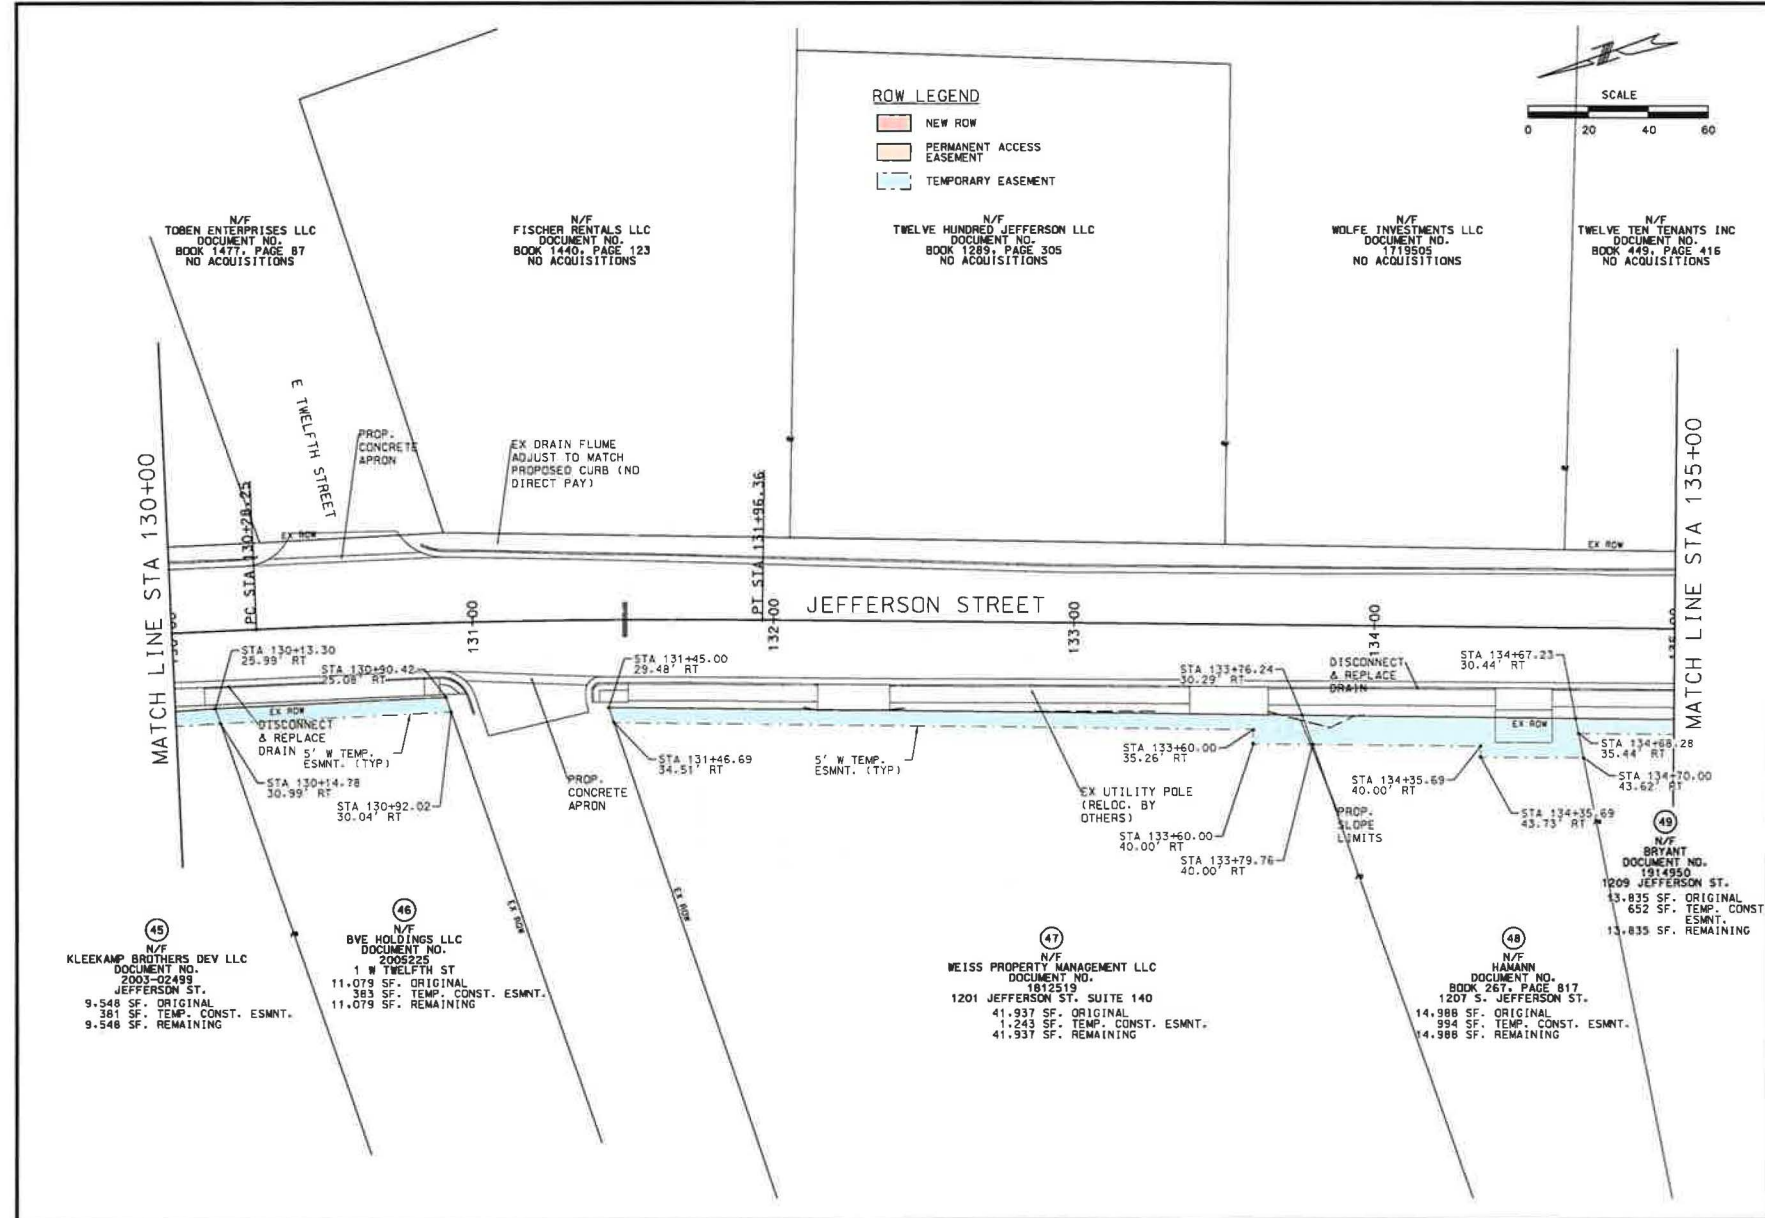 ROW LEGEND
NEW ROW
PERMANENT ACCESS
EASEMENT
TEMPORARY EASEMENT
SCALE
0 20 40 60
N/F
TOBEN ENTERPRISES LLC
DOCUMENT NO.
BOOK 1477, PAGE 87
NO ACQUISITIONS
N/F
FISCHER RENTALS LLC
DOCUMENT NO.
BOOK 1440, PAGE 123
NO ACQUISITIONS
N/F
TWELVE HUNDRED JEFFERSON LLC
DOCUMENT NO.
BOOK 1289, PAGE 305
NO ACQUISITIONS
N/F
WOLFE INVESTMENTS LLC
DOCUMENT NO.
1719505
NO ACQUISITIONS
N/F
TWELVE TEN TENANTS INC
DOCUMENT NO.
BOOK 449, PAGE 416
NO ACQUISITIONS
MATCH LINE STA 130+00
E TWELFTH STREET
PROP.
CONCRETE
APRON
EX DRAIN FLUME
ADJUST TO MATCH
PROPOSED CURB (NO
DIRECT PAY)
PC STA 130+28.25
PT STA 131+96.36
EX ROW
EX ROW
JEFFERSON STREET
131+00
132+00
133+00
134+00
MATCH LINE STA 135+00
STA 130+13.30
25.99' RT
STA 130+90.42
25.08' RT
STA 131+45.00
29.48' RT
STA 133+76.24
30.29' RT
DISCONNECT
& REPLACE
DRAIN
STA 134+67.23
30.44' RT
EX ROW
DISCONNECT
& REPLACE
DRAIN
5' W TEMP.
ESMNT. (TYP)
STA 130+14.78
30.99' RT
STA 130+92.02
30.04' RT
PROP.
CONCRETE
APRON
STA 131+46.69
34.51' RT
5' W TEMP.
ESMNT. (TYP)
EX UTILITY POLE
(RELOC. BY
OTHERS)
STA 133+60.00
35.26' RT
STA 133+60.00
40.00' RT
STA 133+79.76
40.00' RT
PROP.
SLOPE
LIMITS
STA 134+35.69
40.00' RT
EX ROW
STA 134+68.28
35.44' RT
STA 134+70.00
43.62' RT
STA 134+35.69
43.73' RT
EX ROW
EX ROW
45
N/F
KLEEKAMP BROTHERS DEV LLC
DOCUMENT NO.
2003-02499
JEFFERSON ST.
9,548 SF. ORIGINAL
381 SF. TEMP. CONST. ESMNT.
9,548 SF. REMAINING
46
N/F
BVE HOLDINGS LLC
DOCUMENT NO.
2005225
1 W TWELFTH ST
11,079 SF. ORIGINAL
383 SF. TEMP. CONST. ESMNT.
11,079 SF. REMAINING
47
N/F
WEISS PROPERTY MANAGEMENT LLC
DOCUMENT NO.
1812519
1201 JEFFERSON ST. SUITE 140
41,937 SF. ORIGINAL
1,243 SF. TEMP. CONST. ESMNT.
41,937 SF. REMAINING
48
N/F
HAMANN
DOCUMENT NO.
BOOK 267, PAGE 817
1207 S. JEFFERSON ST.
14,988 SF. ORIGINAL
994 SF. TEMP. CONST. ESMNT.
14,988 SF. REMAINING
49
N/F
BRYANT
DOCUMENT NO.
1914950
1209 JEFFERSON ST.
13,835 SF. ORIGINAL
652 SF. TEMP. CONST
ESMNT.
13,835 SF. REMAINING